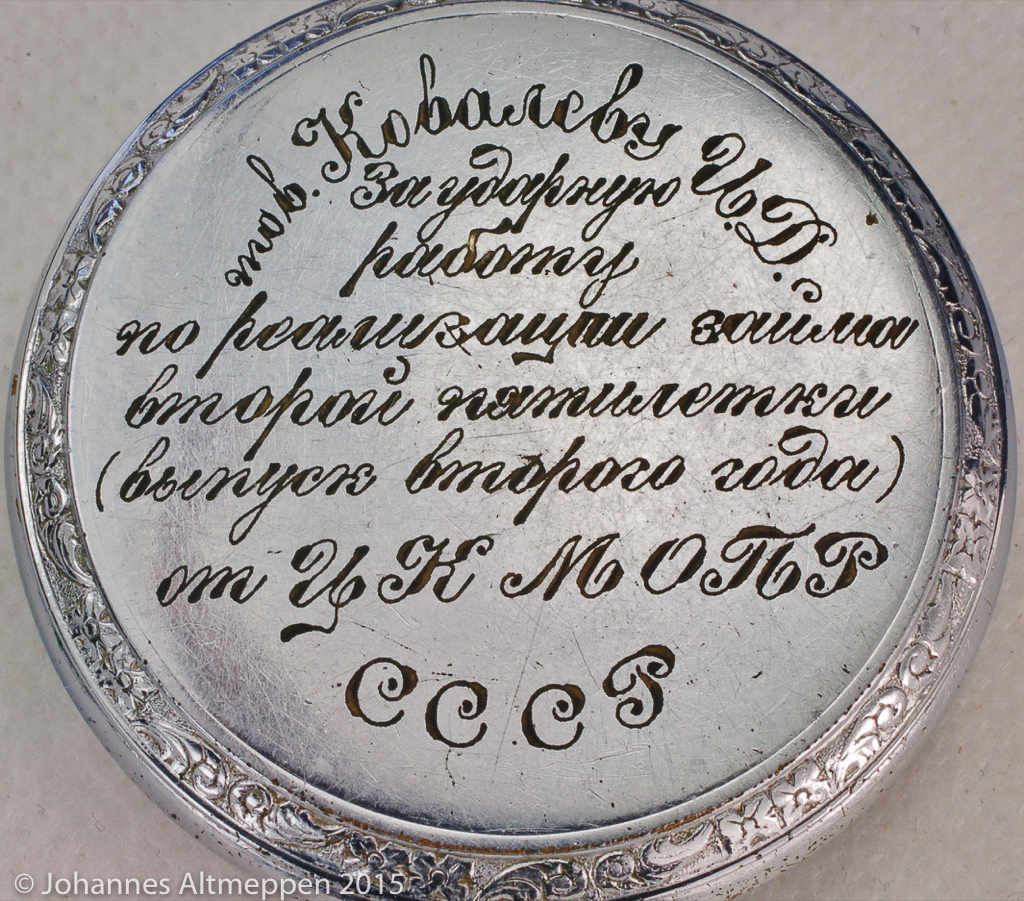 тов. Ковалеву И.Д.
За ударную
работу
по реализации займа
второй пятилетки
(выпуск второго года)
от ЦК МОПР
СССР
© Johannes Altmeppen 2015